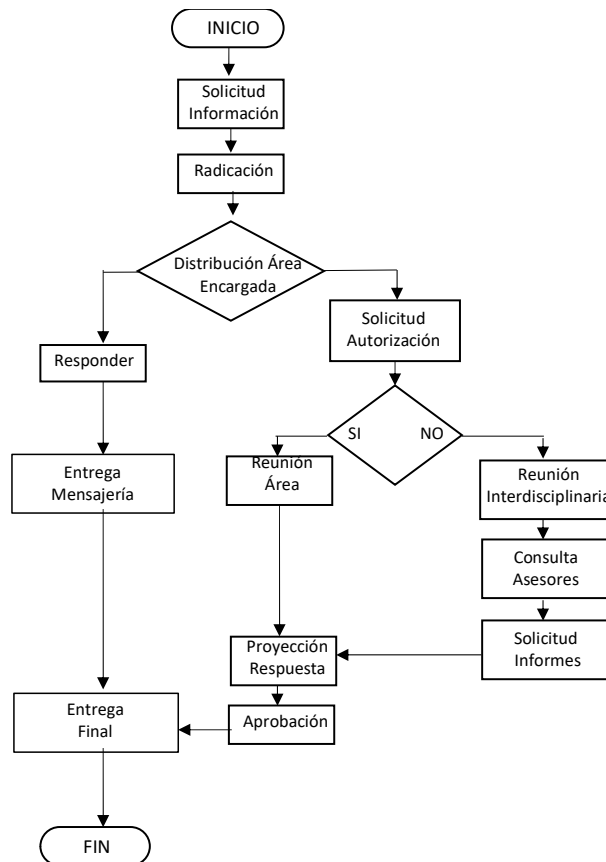 INICIO
Solicitud
Información
Radicación
Distribución Área
Encargada
Solicitud
Autorización
Responder
SI
NO
Entrega
Mensajería
Reunión
Área
Reunión
Interdisciplinaria
Consulta
Asesores
Proyección
Respuesta
Solicitud
Informes
Entrega
Final
Aprobación
FIN